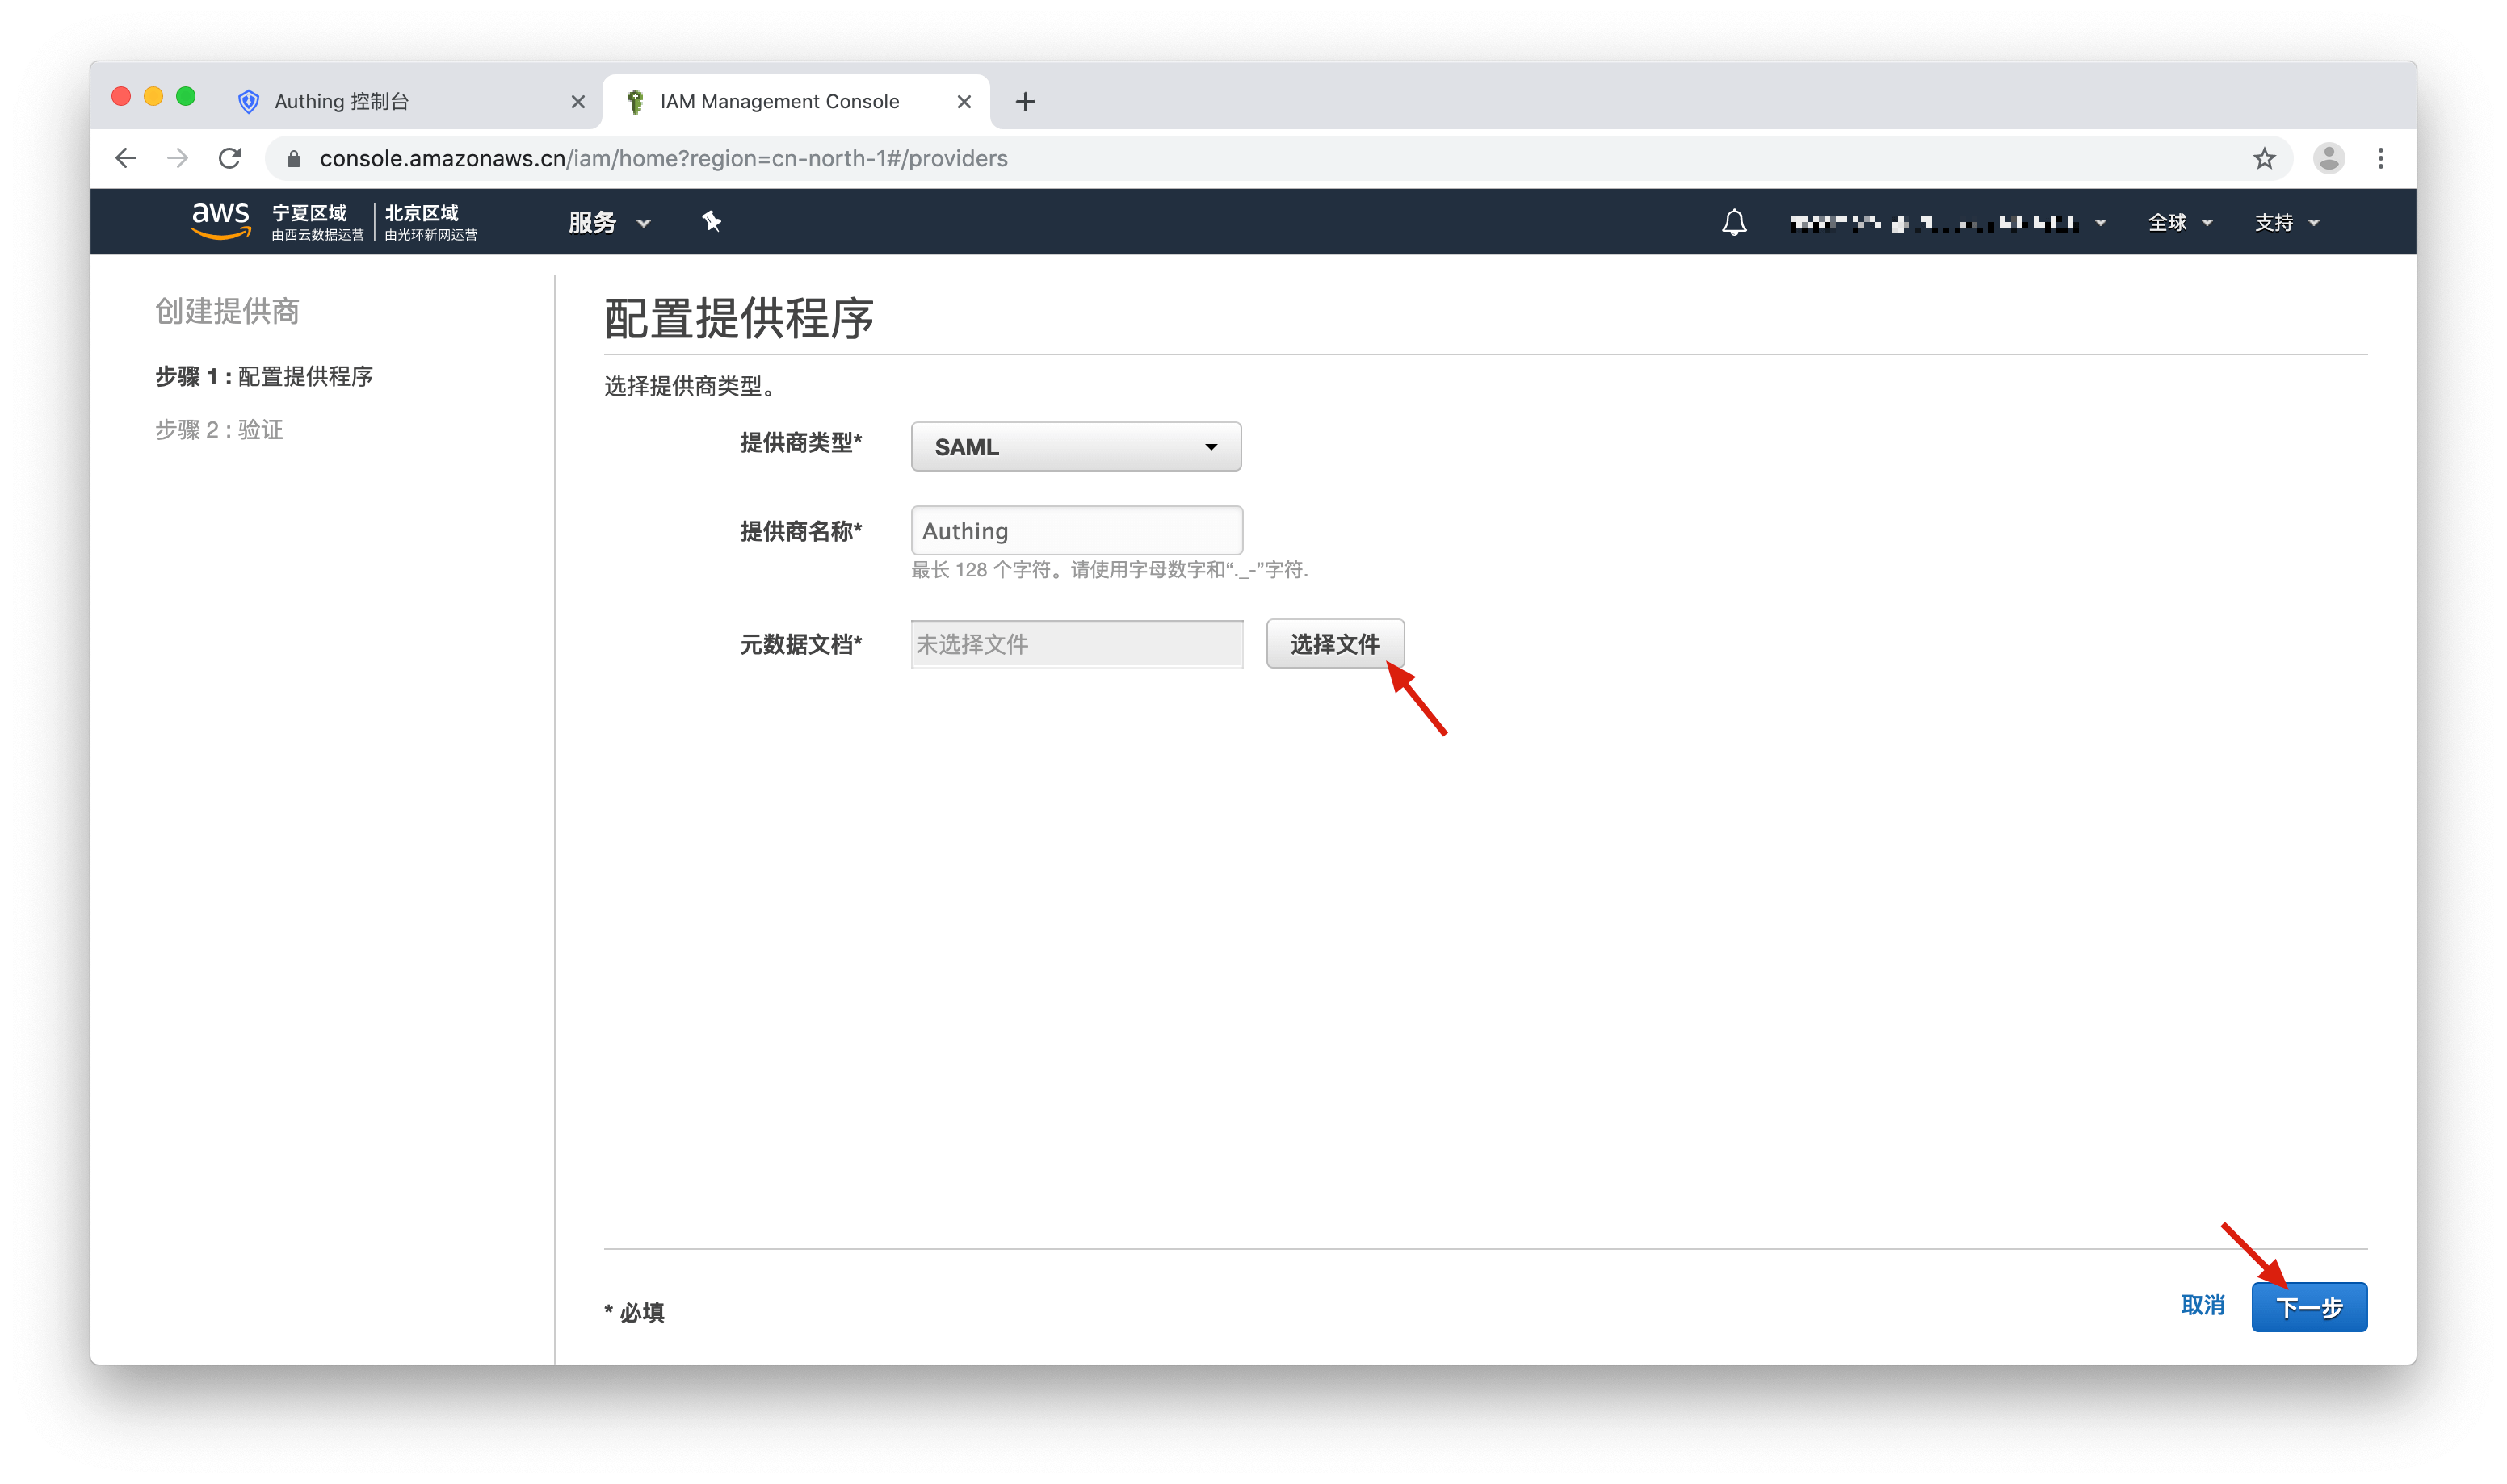 Authing 控制台
IAM Management Console
console.amazonaws.cn/iam/home?region=cn-north-1#/providers
aws 宁夏区域 北京区域 服务 全球 支持
由西云数据运营 由光环新网运营
创建提供商
步骤 1 : 配置提供程序
步骤 2 : 验证
配置提供程序
选择提供商类型。
提供商类型* SAML
提供商名称* Authing
最长 128 个字符。请使用字母数字和“._-”字符.
元数据文档* 未选择文件 选择文件
* 必填 取消 下一步